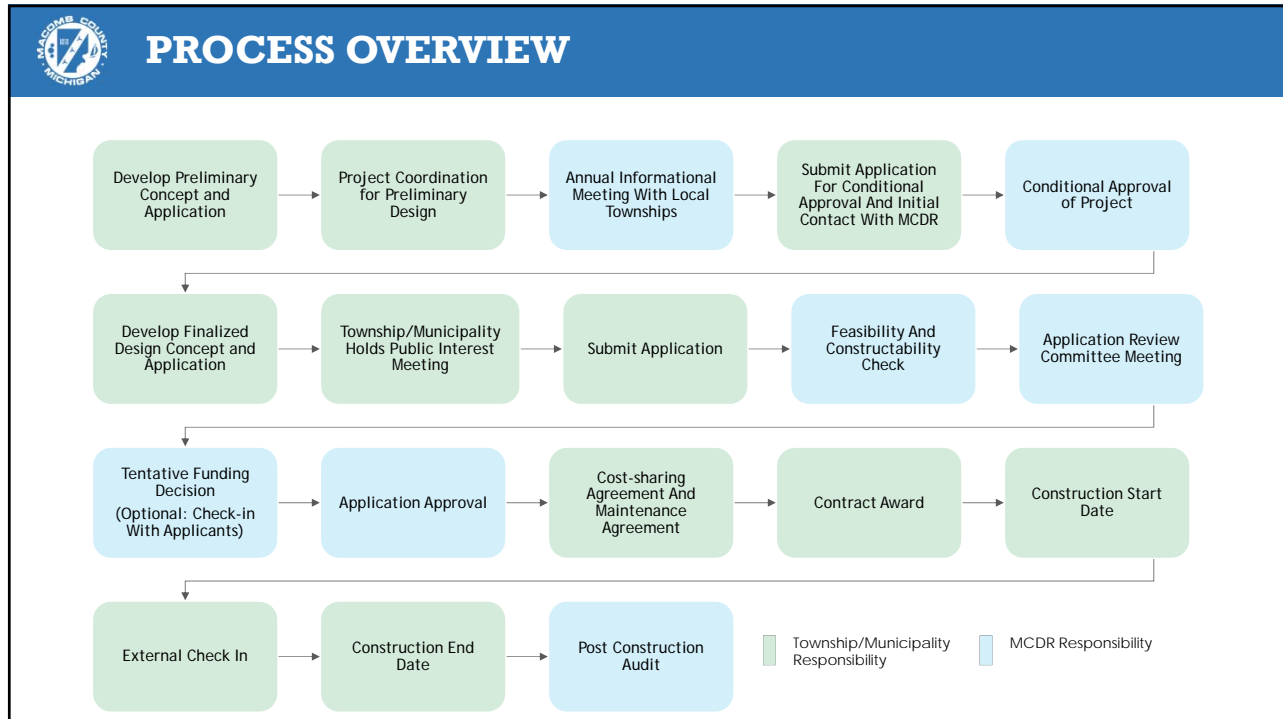 MACOMB COUNTY
MICHIGAN
PROCESS OVERVIEW
Develop Preliminary
Concept and
Application
Project Coordination
for Preliminary
Design
Annual Informational
Meeting With Local
Townships
Submit Application
For Conditional
Approval And Initial
Contact With MCDR
Conditional Approval
of Project
Develop Finalized
Design Concept and
Application
Township/Municipality
Holds Public Interest
Meeting
Submit Application
Feasibility And
Constructability
Check
Application Review
Committee Meeting
Tentative Funding
Decision
(Optional: Check-in
With Applicants)
Application Approval
Cost-sharing
Agreement And
Maintenance
Agreement
Contract Award
Construction Start
Date
External Check In
Construction End
Date
Post Construction
Audit
Township/Municipality
Responsibility
MCDR Responsibility